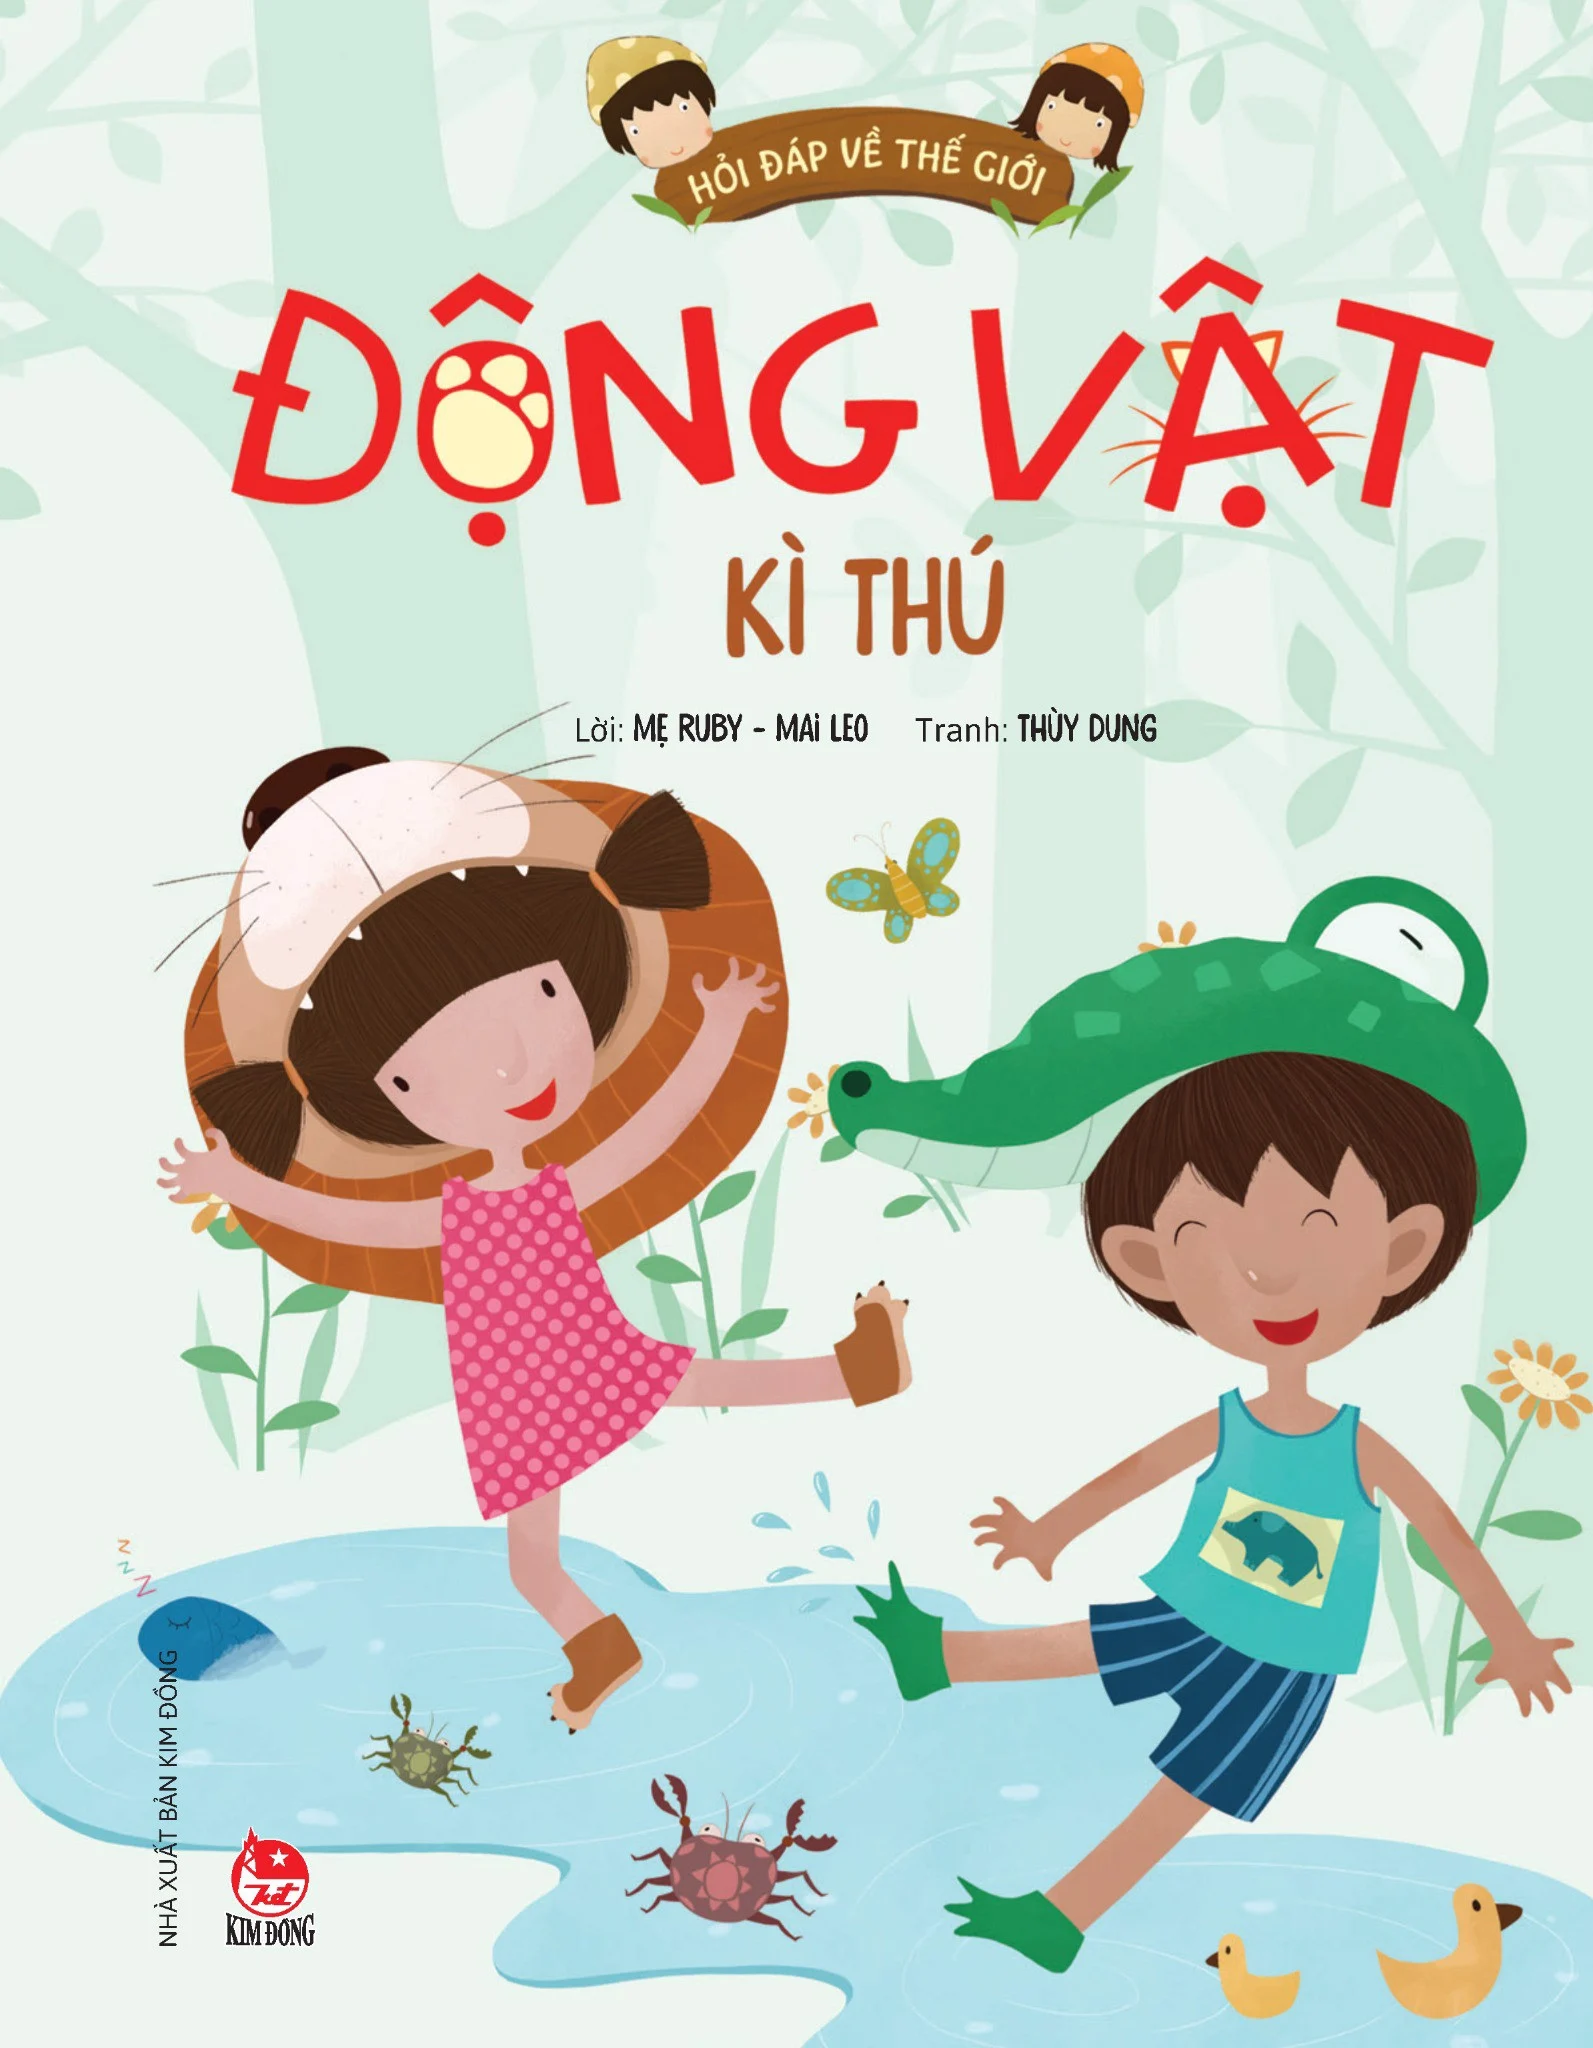 HỎI ĐÁP VỀ THẾ GIỚI
ĐỘNG VẬT
KÌ THÚ
Lời: MẸ RUBY - MAi LEO Tranh: THÙY DUNG
z
z
Z
NHÀ XUẤT BẢN KIM ĐỒNG
KIM ĐỒNG